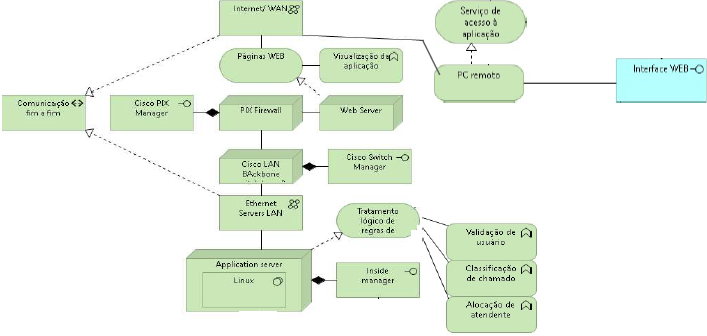 Internet/ WAN
Serviço de
acesso à
aplicação
Páginas WEB
Visualização da
aplicação
PC remoto
Interface WEB
Comunicação
fim a fim
Cisco PIX
Manager
PIX Firewall
Web Server
Cisco LAN
BAckbone
Cisco Switch
Manager
Ethernet
Servers LAN
Tratamento
lógico de
regras de
Validação de
usuário
Application server
Linux
Inside
manager
Classificação
de chamado
Alocação de
atendente